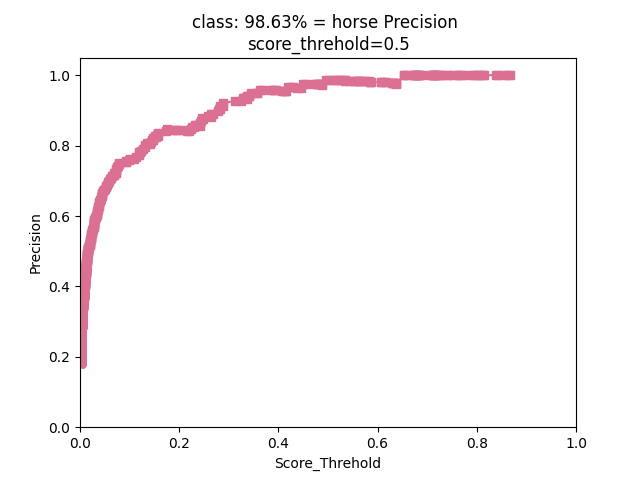 class: 98.63% = horse Precision
score_threhold=0.5
1.0
0.8
0.6
0.4
0.2
0.0
Precision
0.0 0.2 0.4 0.6 0.8 1.0
Score_Threhold